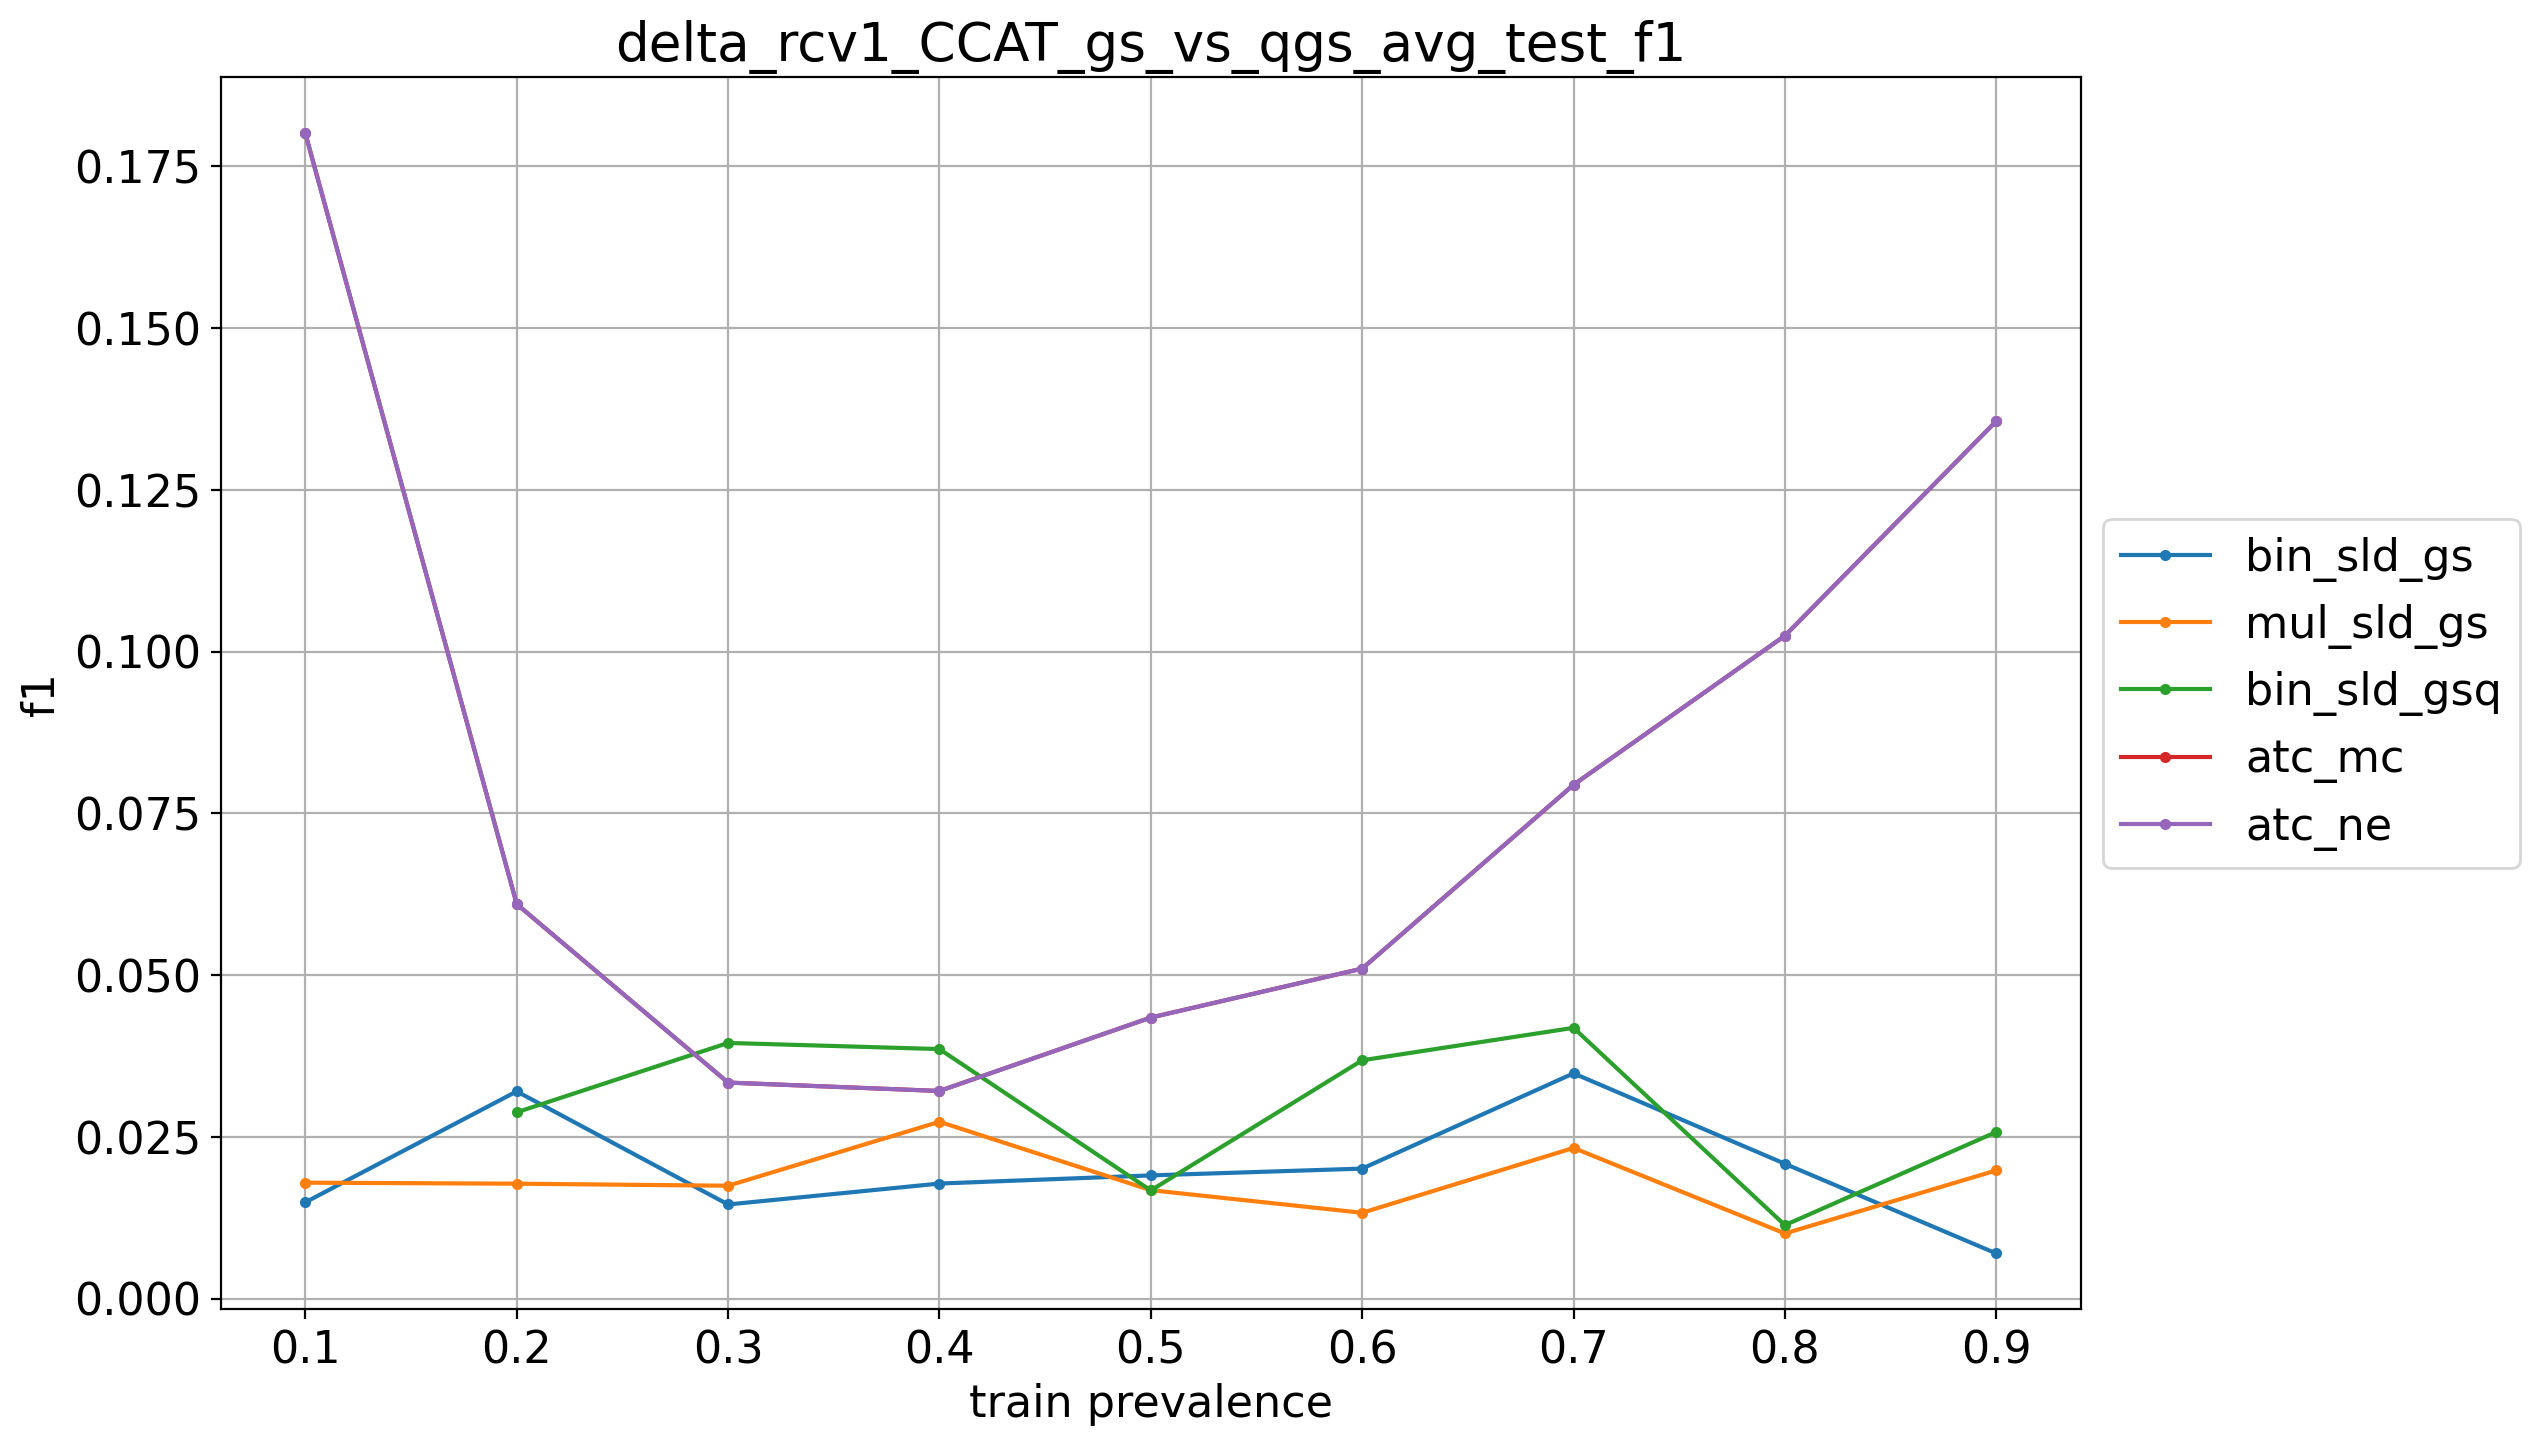 delta_rcv1_CCAT_gs_vs_qgs_avg_test_f1
0.175
0.150
0.125
0.100
0.075
0.050
0.025
0.000
f1
0.1 0.2 0.3 0.4 0.5 0.6 0.7 0.8 0.9
train prevalence
bin_sld_gs
mul_sld_gs
bin_sld_gsq
atc_mc
atc_ne